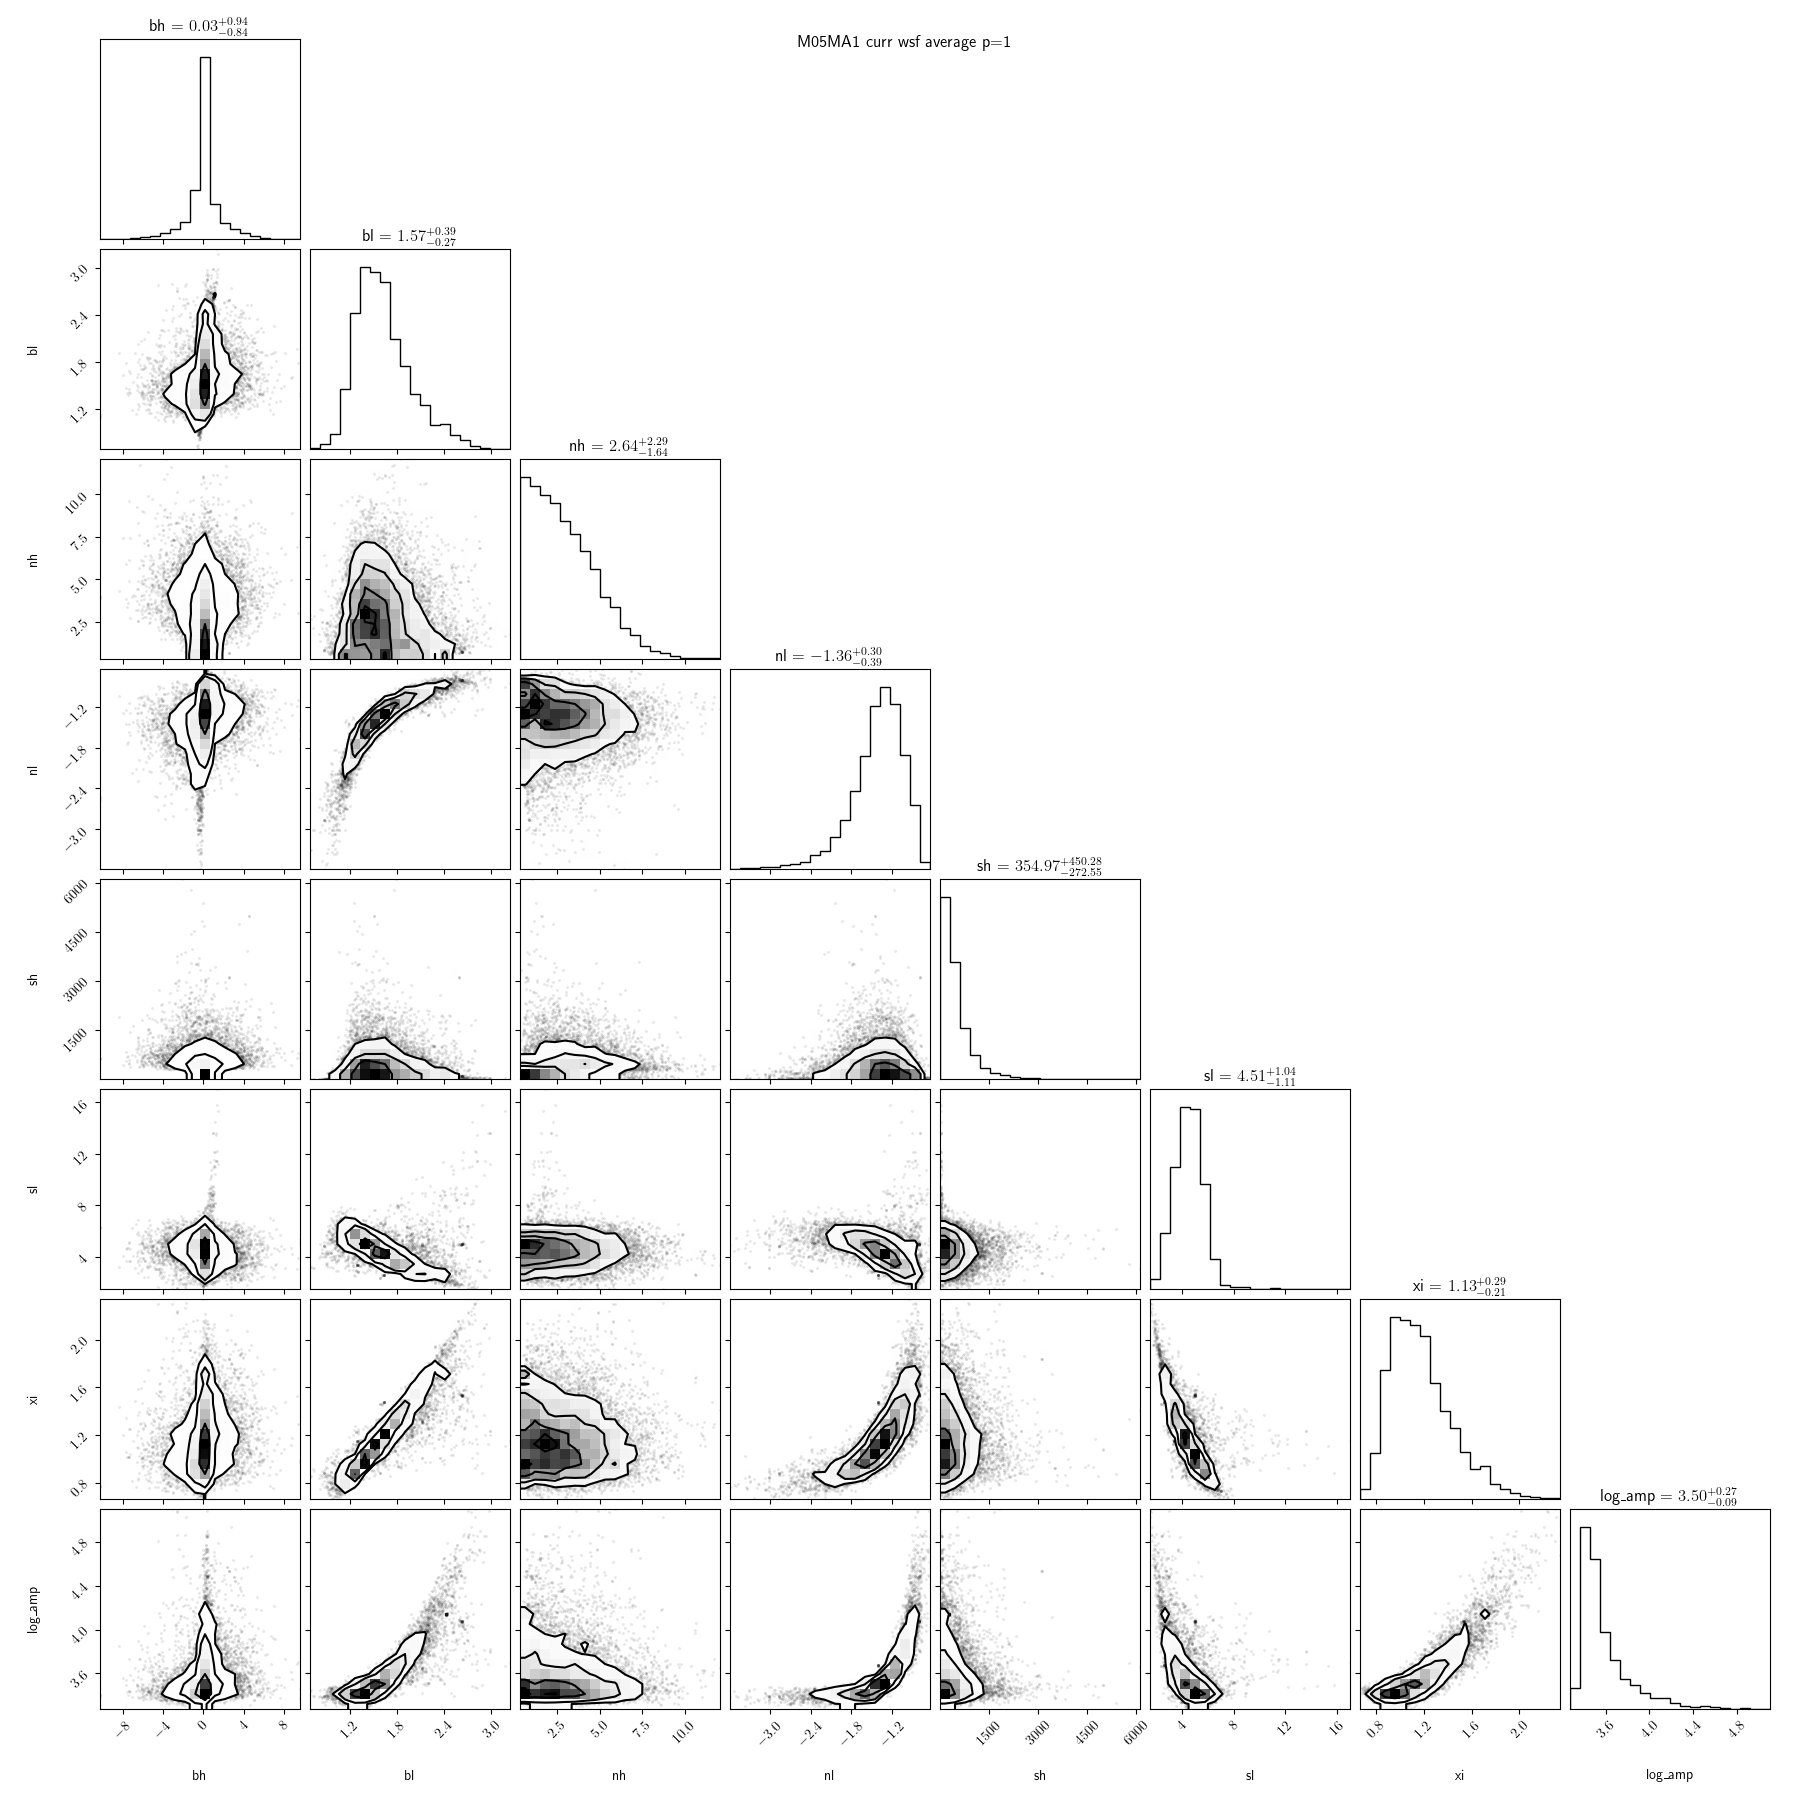 bh = 0.03+0.94 −0.84
M05MA1 curr wsf average p=1
bl = 1.57+0.39 −0.27
3.0
2.4
1.8
1.2
bl
nh = 2.64+2.29 −1.64
10.0
7.5
5.0
2.5
nh
nl = −1.36+0.30 −0.39
−1.2
−1.8
−2.4
−3.0
nl
sh = 354.97+450.28 −272.55
6000
4500
3000
1500
sh
sl = 4.51+1.04 −1.11
16
12
8
4
sl
xi = 1.13+0.29 −0.21
2.0
1.6
1.2
0.8
xi
log_amp = 3.50+0.27 −0.09
4.8
4.4
4.0
3.6
log_amp
−8 −4 0 4 8 1.2 1.8 2.4 3.0 2.5 5.0 7.5 10.0 −3.0 −2.4 −1.8 −1.2 1500 3000 4500 6000 4 8 12 16 0.8 1.2 1.6 2.0 3.6 4.0 4.4 4.8
bh bl nh nl sh sl xi log_amp